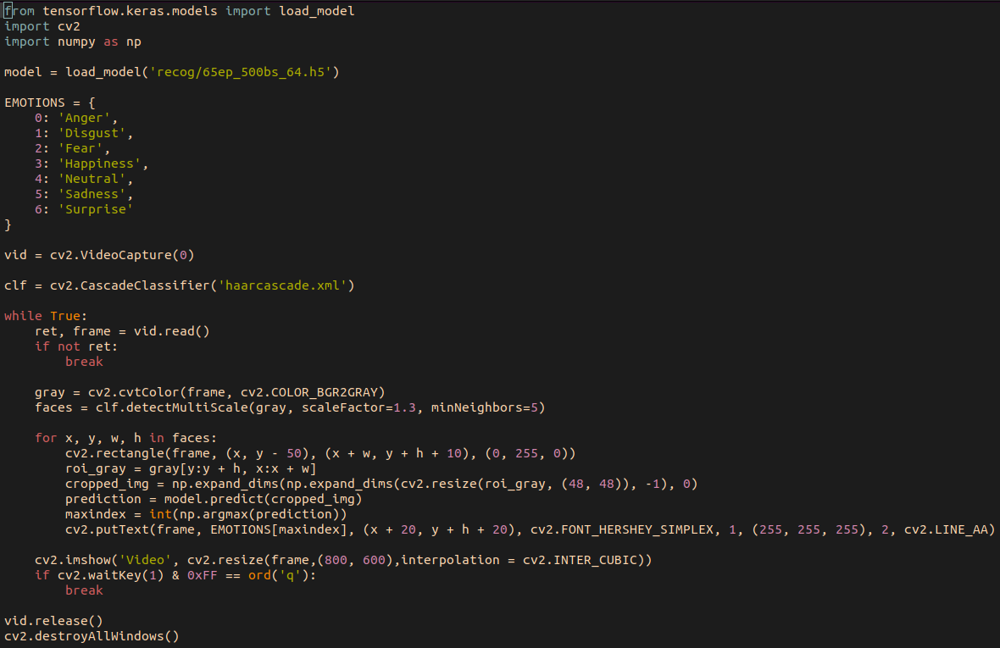 from tensorflow.keras.models import load_model
import cv2
import numpy as np
model = load_model('recog/65ep_500bs_64.h5')
EMOTIONS = {
    0: 'Anger',
    1: 'Disgust',
    2: 'Fear',
    3: 'Happiness',
    4: 'Neutral',
    5: 'Sadness',
    6: 'Surprise'
}
vid = cv2.VideoCapture(0)
clf = cv2.CascadeClassifier('haarcascade.xml')
while True:
    ret, frame = vid.read()
    if not ret:
        break
    gray = cv2.cvtColor(frame, cv2.COLOR_BGR2GRAY)
    faces = clf.detectMultiScale(gray, scaleFactor=1.3, minNeighbors=5)
    for x, y, w, h in faces:
        cv2.rectangle(frame, (x, y - 50), (x + w, y + h + 10), (0, 255, 0))
        roi_gray = gray[y:y + h, x:x + w]
        cropped_img = np.expand_dims(np.expand_dims(cv2.resize(roi_gray, (48, 48)), -1), 0)
        prediction = model.predict(cropped_img)
        maxindex = int(np.argmax(prediction))
        cv2.putText(frame, EMOTIONS[maxindex], (x + 20, y + h + 20), cv2.FONT_HERSHEY_SIMPLEX, 1, (255, 255, 255), 2, cv2.LINE_AA)
    cv2.imshow('Video', cv2.resize(frame,(800, 600),interpolation = cv2.INTER_CUBIC))
    if cv2.waitKey(1) & 0xFF == ord('q'):
        break
vid.release()
cv2.destroyAllWindows()